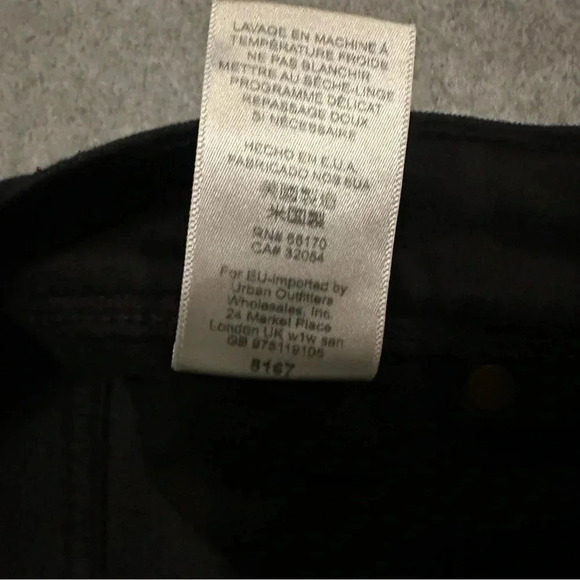 LAVAGE EN MACHINE À
TEMPÉRATURE FROIDE
NE PAS BLANCHIR
METTRE AU SÈCHE-LINGE
PROGRAMME DÉLICAT
REPASSAGE DOUX
SI NÉCESSAIRE
HECHO EN E.U.A.
FABRICADO NOS EUA
美國製造
米国製
RN# 66170
CA# 32054
For EU-Imported by
Urban Outfitters
Wholesales, Inc.
24 Market Place
London UK w1w 8an
GB 973119105
8167